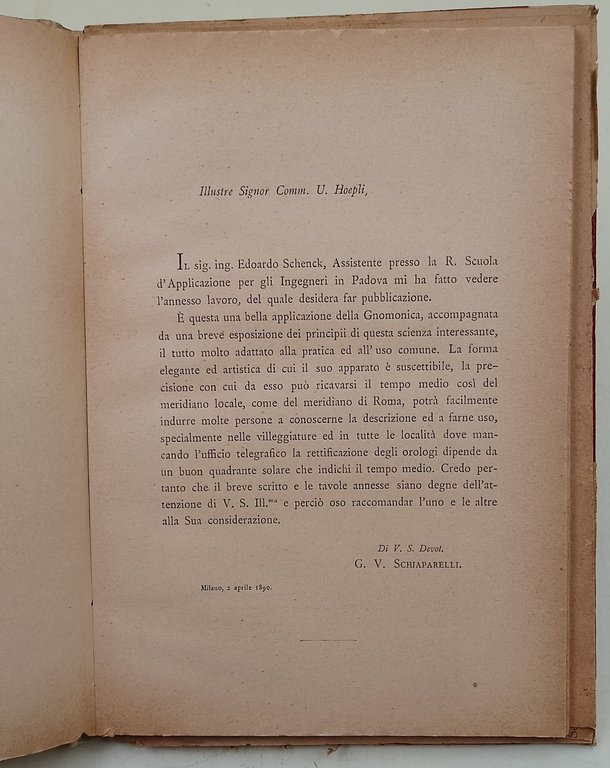 Illustre Signor Comm. U. Hoepli,
Il sig. ing. Edoardo Schenck, Assistente presso la R. Scuola
d'Applicazione per gli Ingegneri in Padova mi ha fatto vedere
l'annesso lavoro, del quale desidera far pubblicazione.
È questa una bella applicazione della Gnomonica, accompagnata
da una breve esposizione dei principii di questa scienza interessante,
il tutto molto adattato alla pratica ed all'uso comune. La forma
elegante ed artistica di cui il suo apparato è suscettibile, la pre-
cisione con cui da esso può ricavarsi il tempo medio così del
meridiano locale, come del meridiano di Roma, potrà facilmente
indurre molte persone a conoscerne la descrizione ed a farne uso,
specialmente nelle villeggiature ed in tutte le località dove man-
cando l'ufficio telegrafico la rettificazione degli orologi dipende da
un buon quadrante solare che indichi il tempo medio. Credo per-
tanto che il breve scritto e le tavole annesse siano degne dell'at-
tenzione di V. S. Ill.ma e perciò oso raccomandar l'uno e le altre
alla Sua considerazione.
Di V. S. Devot.
G. V. Schiaparelli.
Milano, 2 aprile 1890.
*